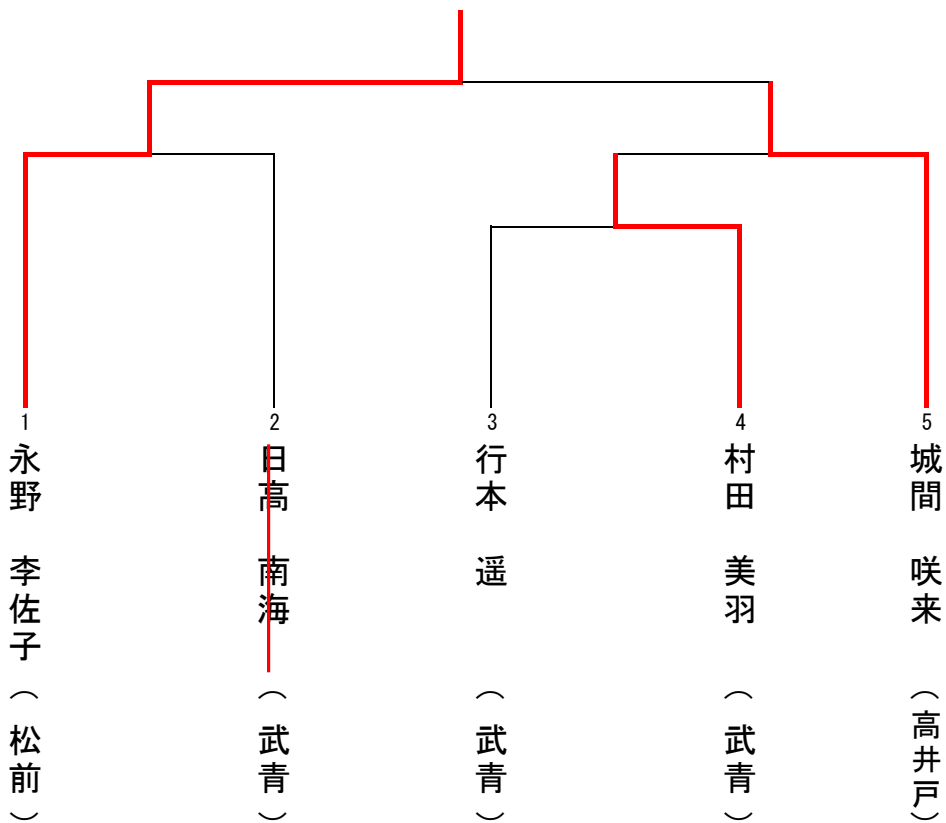 1
永野 李佐子（松前）
2
日高 南海（武青）
3
行本 遥（武青）
4
村田 美羽（武青）
5
城間 咲来（高井戸）